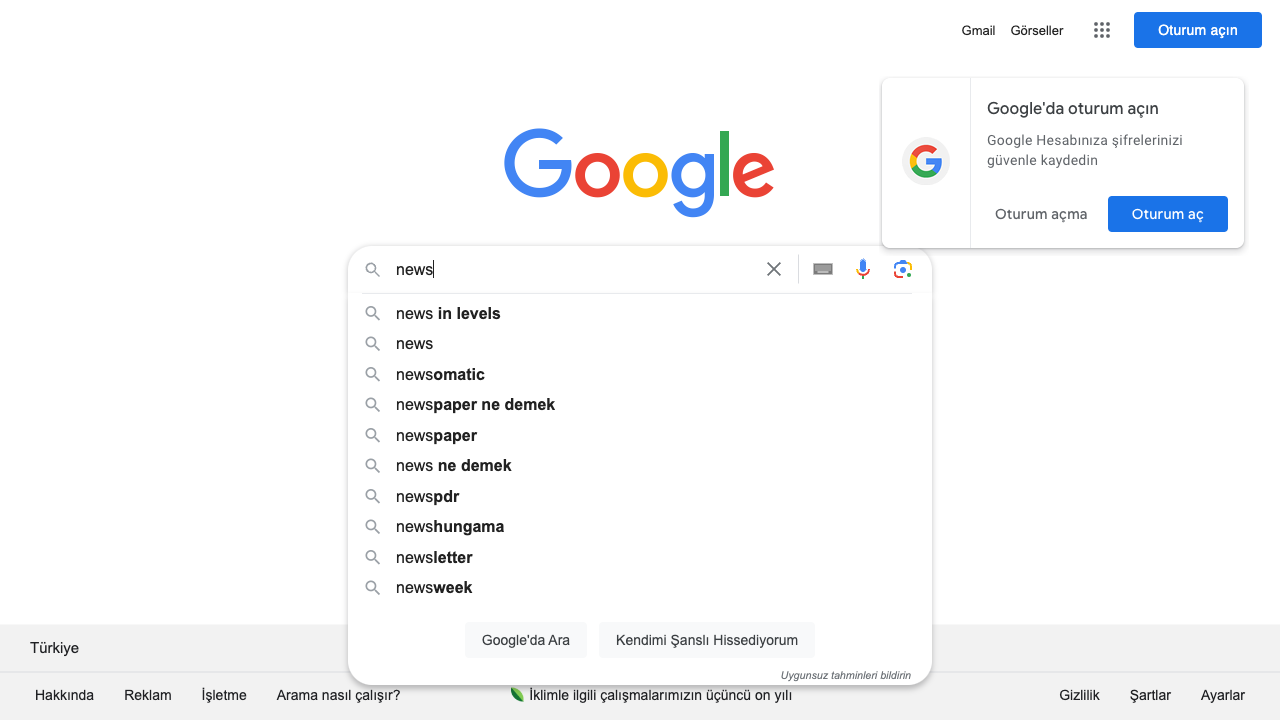 Gmail
Görseller
Oturum açın
Google'da oturum açın
Google Hesabınıza şifrelerinizi
güvenle kaydedin
Oturum açma
Oturum aç
Google
news
news in levels
news
newsomatic
newspaper ne demek
newspaper
news ne demek
newspdr
newshungama
newsletter
newsweek
Google'da Ara
Kendimi Şanslı Hissediyorum
Uygunsuz tahminleri bildirin
Türkiye
Hakkında
Reklam
İşletme
Arama nasıl çalışır?
İklimle ilgili çalışmalarımızın üçüncü on yılı
Gizlilik
Şartlar
Ayarlar